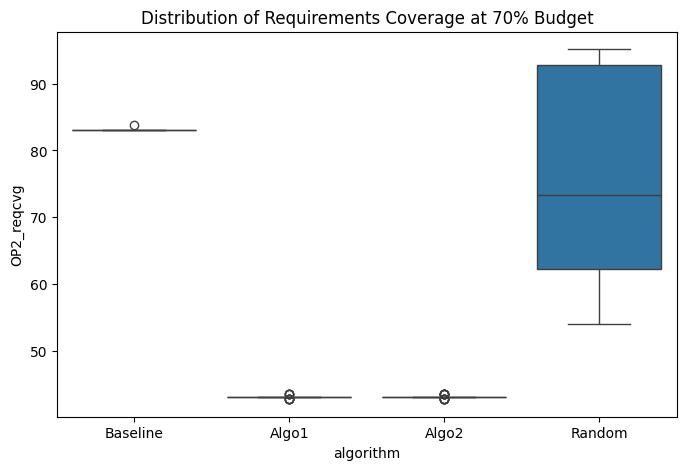 Distribution of Requirements Coverage at 70% Budget
OP2_reqcvg
90
80
70
60
50
Baseline
Algo1
Algo2
Random
algorithm